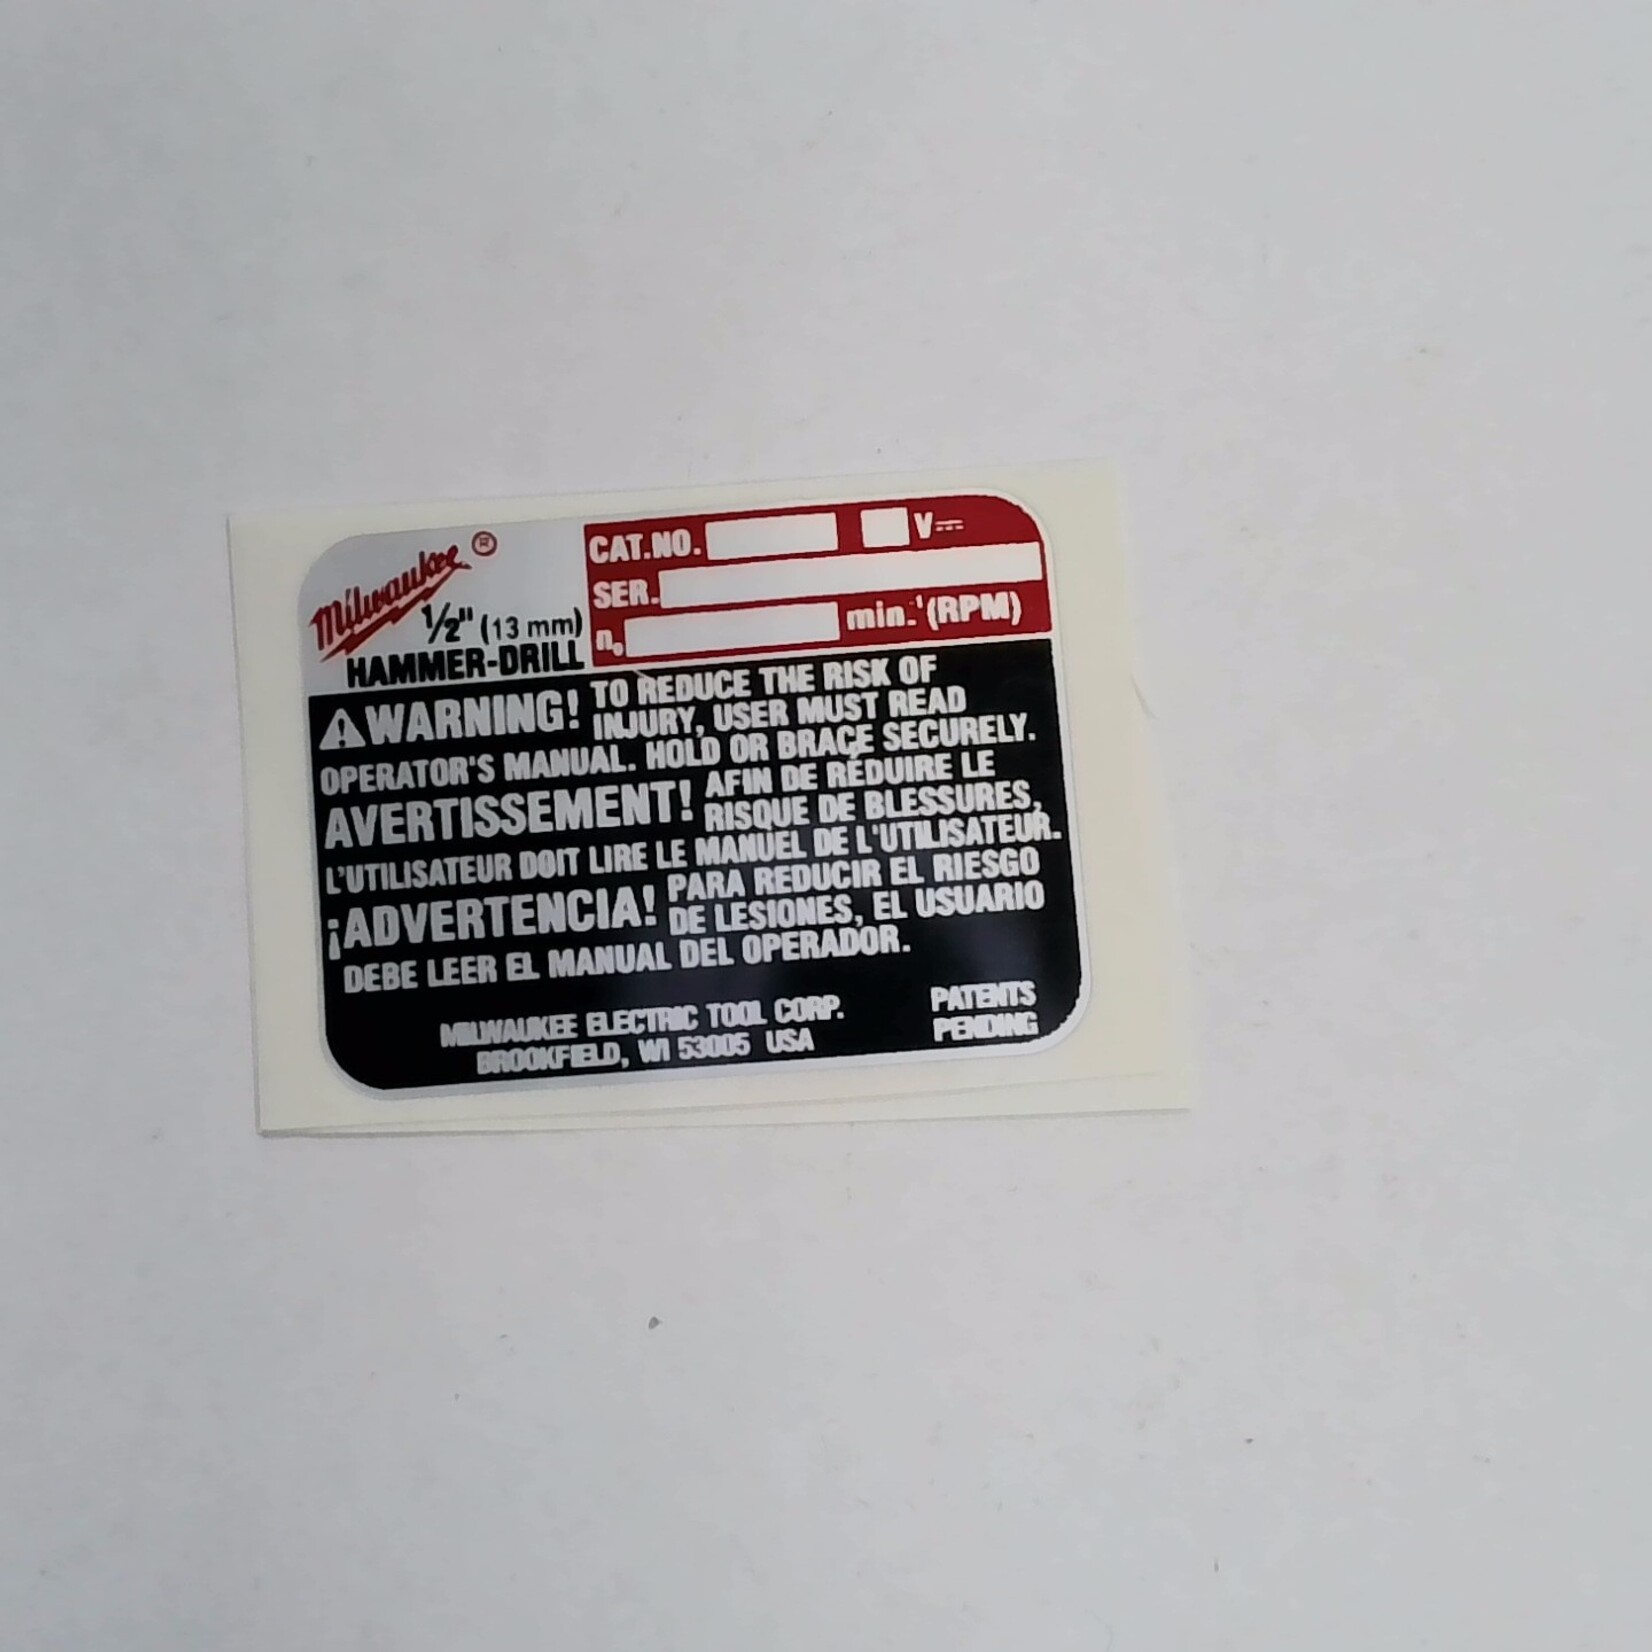 Milwaukee ®
1/2" (13 mm)
HAMMER-DRILL
CAT.NO. V⎓
SER.
n₀ min.⁻¹(RPM)
⚠WARNING! TO REDUCE THE RISK OF
INJURY, USER MUST READ
OPERATOR'S MANUAL. HOLD OR BRACE SECURELY.
AVERTISSEMENT! AFIN DE RÉDUIRE LE
RISQUE DE BLESSURES,
L'UTILISATEUR DOIT LIRE LE MANUEL DE L'UTILISATEUR.
¡ADVERTENCIA! PARA REDUCIR EL RIESGO
DE LESIONES, EL USUARIO
DEBE LEER EL MANUAL DEL OPERADOR.
MILWAUKEE ELECTRIC TOOL CORP.
BROOKFIELD, WI 53005 USA
PATENTS
PENDING